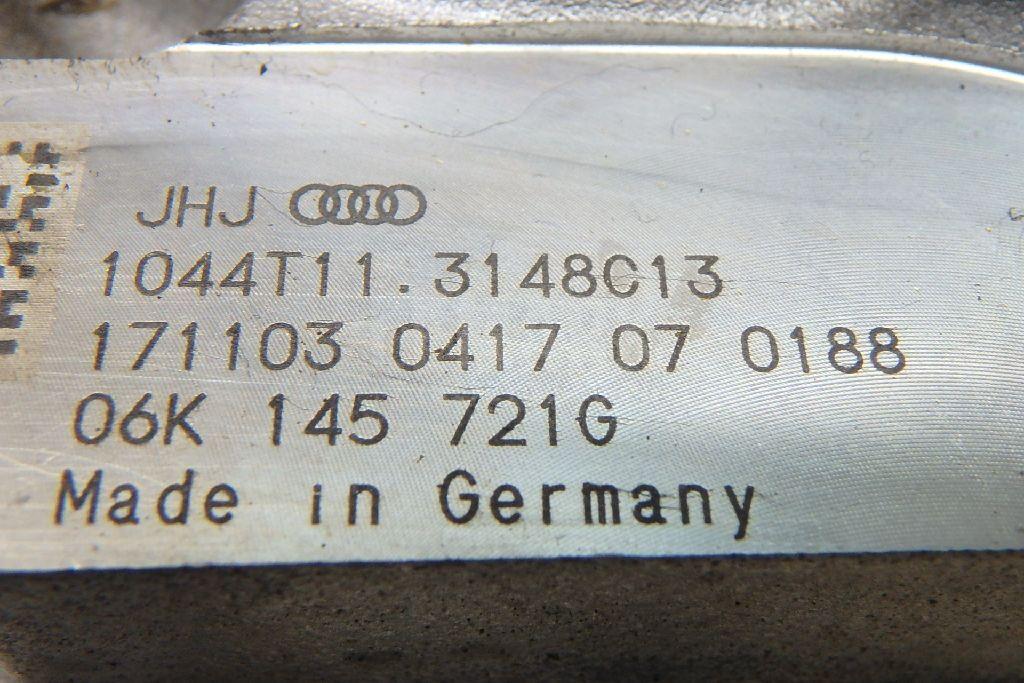 JHJ
1044T11.3148C13
171103 0417 07 0188
06K 145 721G
Made in Germany